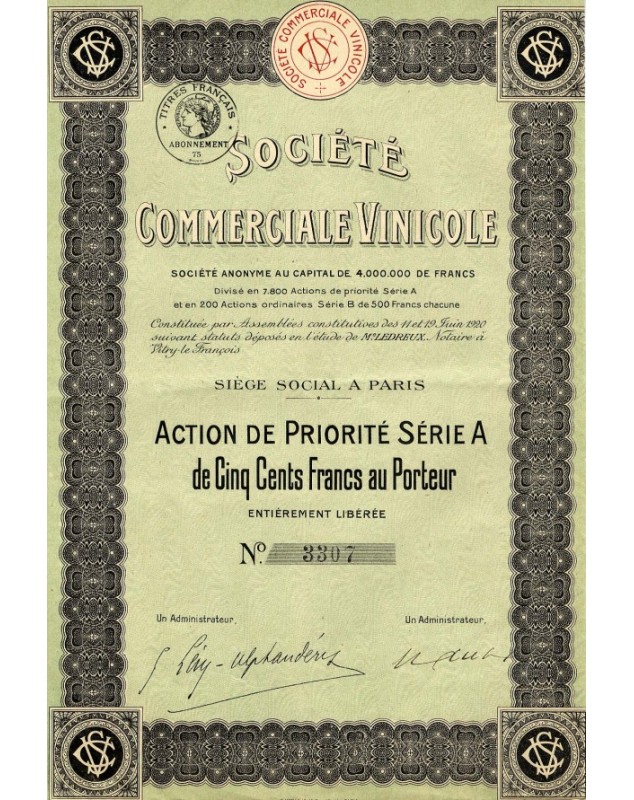 SOCIÉTÉ COMMERCIALE VINICOLE
TITRES FRANÇAIS
ABONNEMENT
75
SOCIÉTÉ
COMMERCIALE VINICOLE
SOCIÉTÉ ANONYME AU CAPITAL DE 4.000.000 DE FRANCS
Divisé en 7.800 Actions de priorité Série A
et en 200 Actions ordinaires Série B de 500 Francs chacune
Constituée par Assemblées constitutives des 11 et 19 Juin 1920
suivant statuts déposés en l'étude de Me LEDREUX, Notaire à
Vitry-le François
SIÈGE SOCIAL A PARIS
ACTION DE PRIORITÉ SÉRIE A
de Cinq Cents Francs au Porteur
ENTIÈREMENT LIBÉRÉE
No. 3307
Un Administrateur,
Un Administrateur,
Lévy-Alphandéris